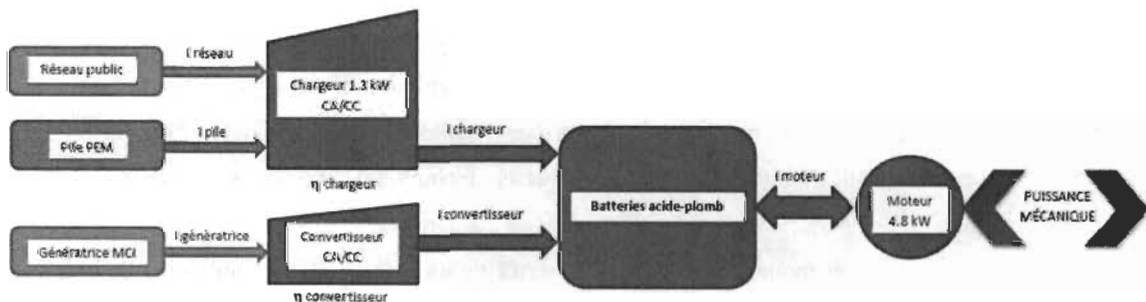 I réseau
Réseau public
Chargeur 1.3 kW
CA/CC
I pile
Pile PEM
I chargeur
η chargeur
I moteur
Batteries acide-plomb
Moteur
4.8 kW
PUISSANCE
MÉCANIQUE
I convertisseur
I génératrice
Convertisseur
CA/CC
Génératrice MCI
η convertisseur